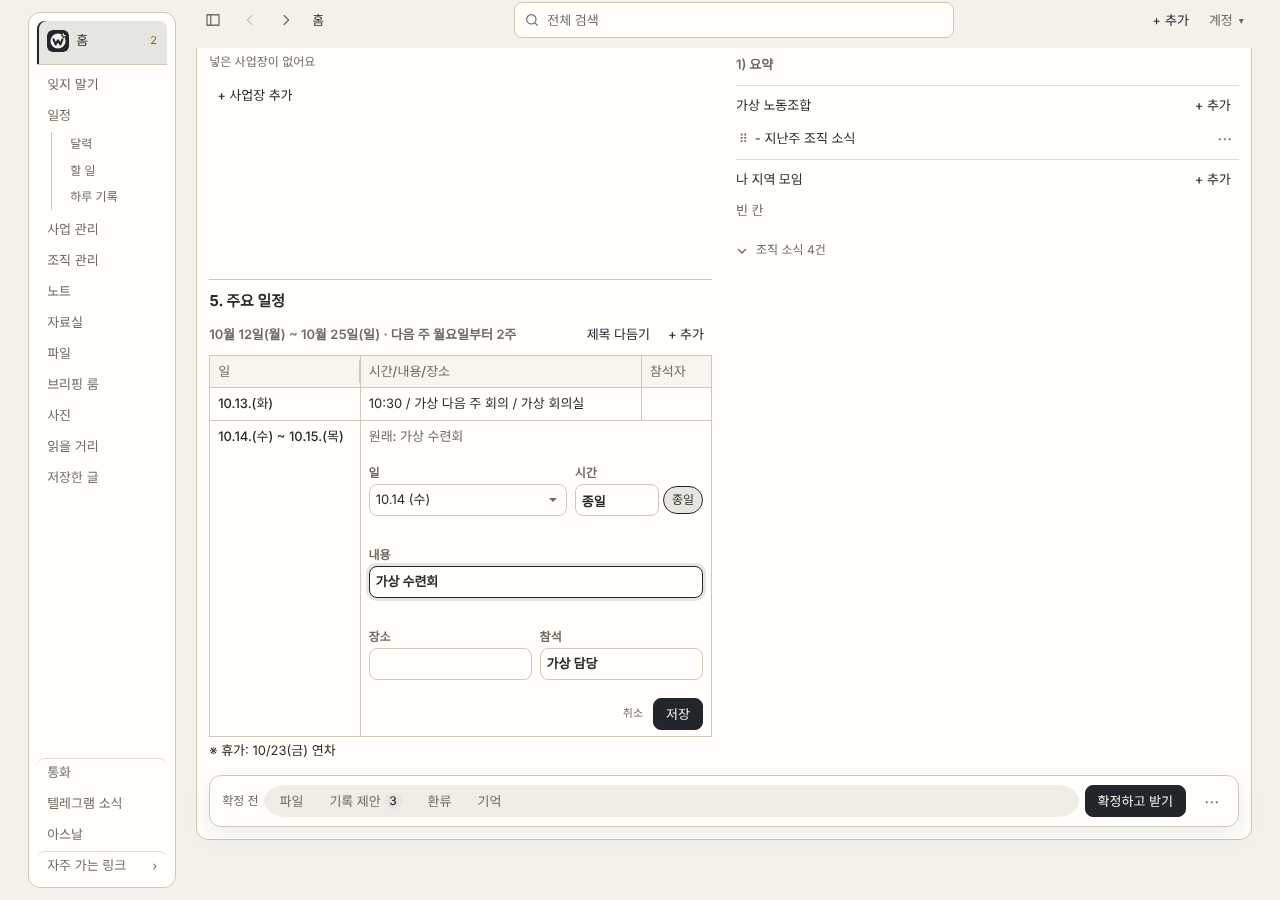 홈 2
잊지 말기
일정
달력
할 일
하루 기록
사업 관리
조직 관리
노트
자료실
파일
브리핑 룸
사진
읽을 거리
저장한 글
통화
텔레그램 소식
아스날
자주 가는 링크 ›
홈
전체 검색
+ 추가
계정 ▾
넣은 사업장이 없어요
+ 사업장 추가
5. 주요 일정
10월 12일(월) ~ 10월 25일(일) · 다음 주 월요일부터 2주 제목 다듬기 + 추가
일 시간/내용/장소 참석자
10.13.(화) 10:30 / 가상 다음 주 회의 / 가상 회의실
10.14.(수) ~ 10.15.(목) 원래: 가상 수련회
일 시간
10.14 (수) 종일 종일
내용
가상 수련회
장소 참석
가상 담당
취소 저장
※ 휴가: 10/23(금) 연차
1) 요약
가상 노동조합 + 추가
⠿ - 지난주 조직 소식 ···
나 지역 모임 + 추가
빈 칸
조직 소식 4건
확정 전 파일 기록 제안 3 환류 기억 확정하고 받기 ···